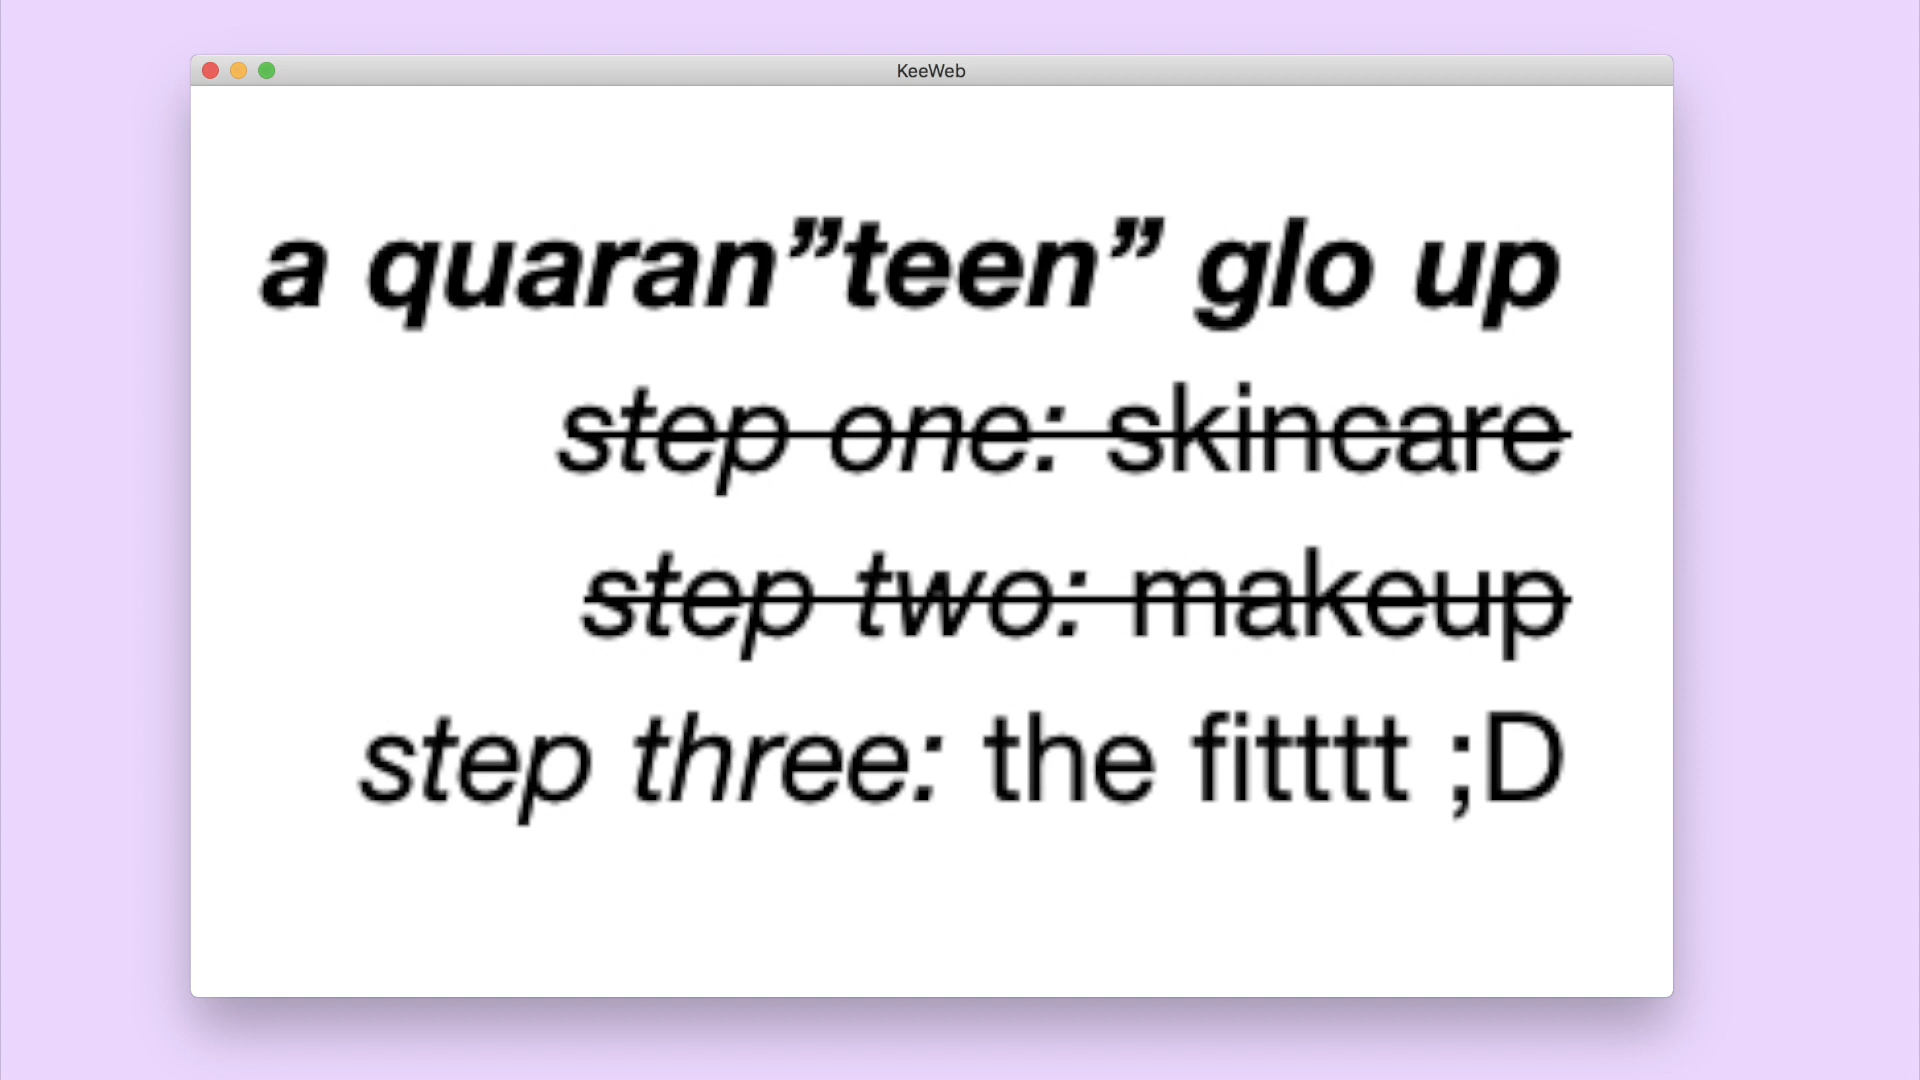 KeeWeb
a quaran”teen” glo up
step one: skincare
step two: makeup
step three: the fitttt ;D